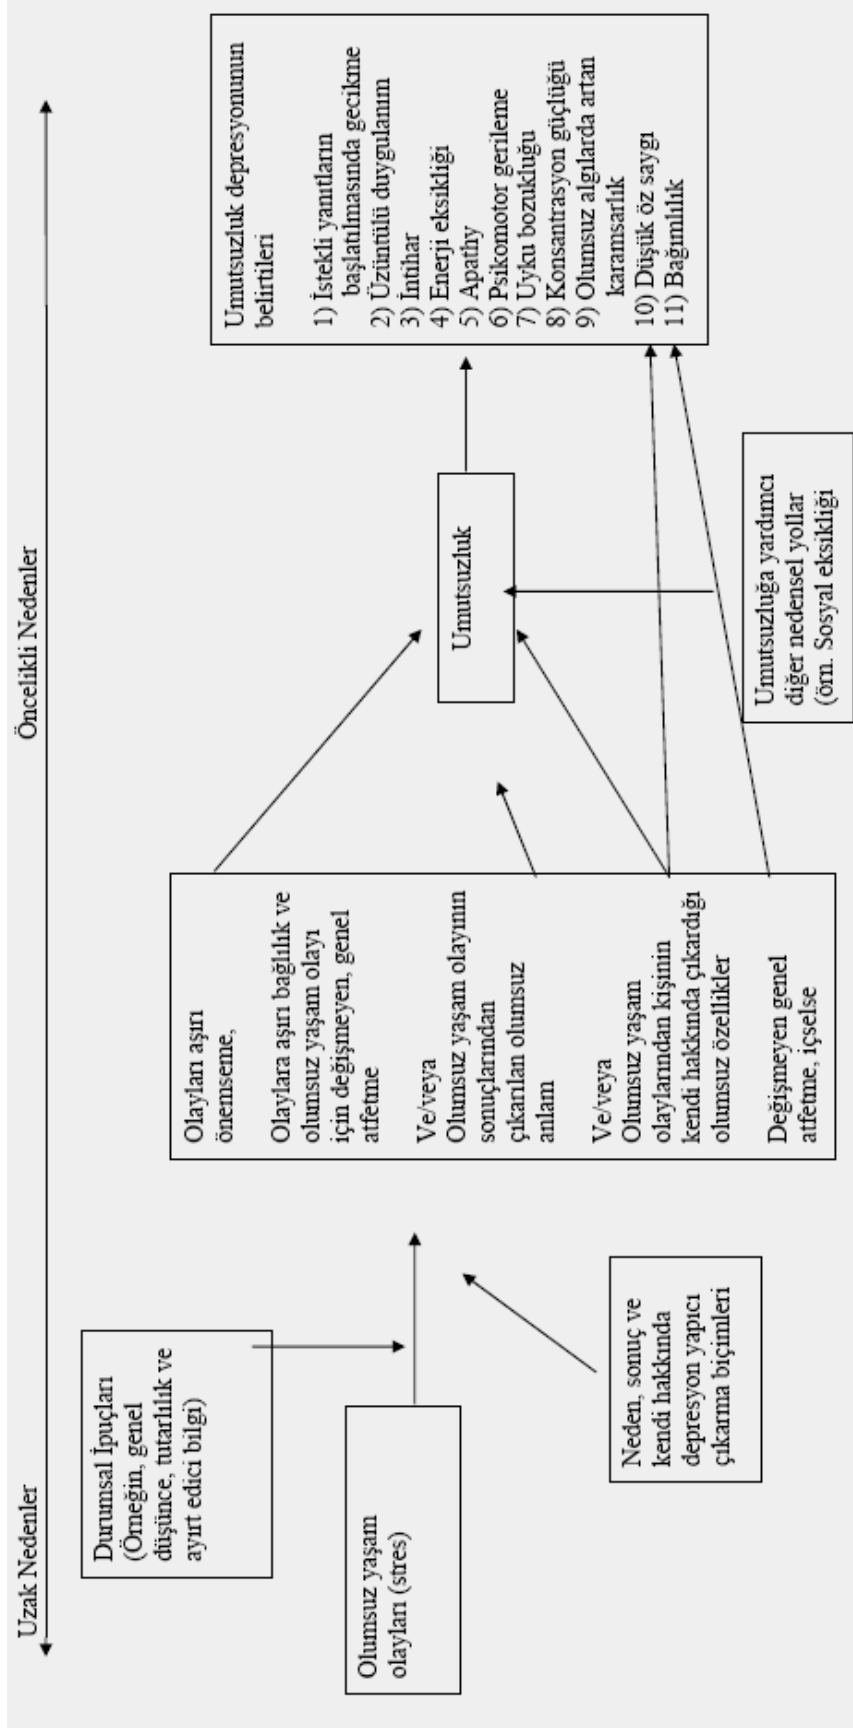 Uzak Nedenler
Öncelikli Nedenler
Durumsal İpuçları
(Örneğin, genel
düşünce, tutarlılık ve
ayırt edici bilgi)
Olumsuz yaşam
olayları (stres)
Neden, sonuç ve
kendi hakkında
depresyon yapıcı
çıkarma biçimleri
Olayları aşırı
önemseme,
Olaylara aşırı bağlılık ve
olumsuz yaşam olayı
için değişmeyen, genel
atfetme
Ve/veya
Olumsuz yaşam olayının
sonuçlarından
çıkarılan olumsuz
anlam
Ve/veya
Olumsuz yaşam
olaylarından kişinin
kendi hakkında çıkardığı
olumsuz özellikler
Değişmeyen genel
atfetme, içselse
Umutsuzluk
Umutsuzluğa yardımcı
diğer nedensel yollar
(örn. Sosyal eksikliği
Umutsuzluk depresyonunun
belirtileri
1) İstekli yanıtların
başlatılmasında gecikme
2) Üzüntülü duygulanım
3) İntihar
4) Enerji eksikliği
5) Apathy
6) Psikomotor gerileme
7) Uyku bozukluğu
8) Konsantrasyon güçlüğü
9) Olumsuz algılarda artan
karamsarlık
10) Düşük öz saygı
11) Bağımlılık